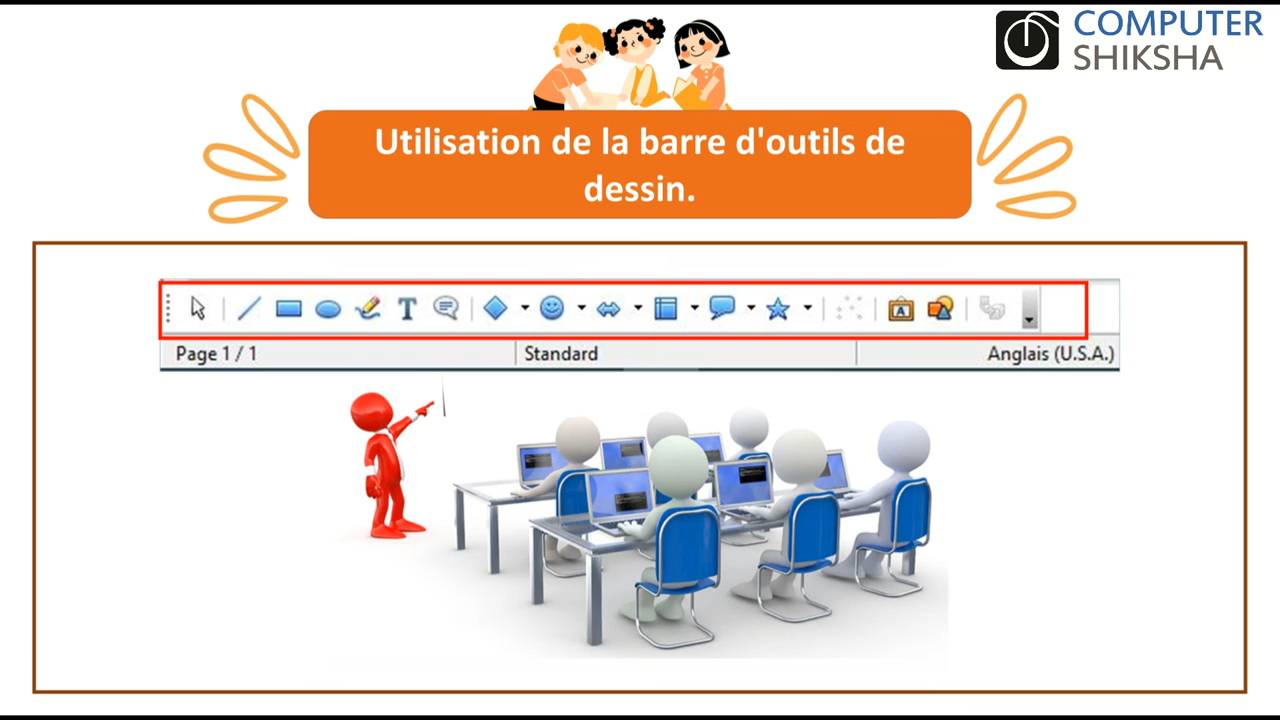 COMPUTER
SHIKSHA
Utilisation de la barre d'outils de
dessin.
T
A
Page 1 / 1
Standard
Anglais (U.S.A.)